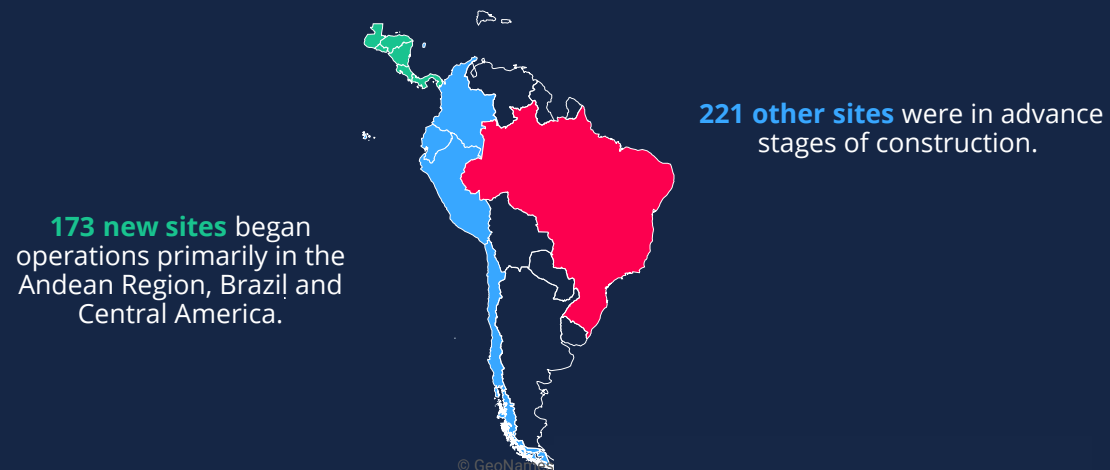 221 other sites were in advance
stages of construction.
173 new sites began
operations primarily in the
Andean Region, Brazil and
Central America.
© GeoNames